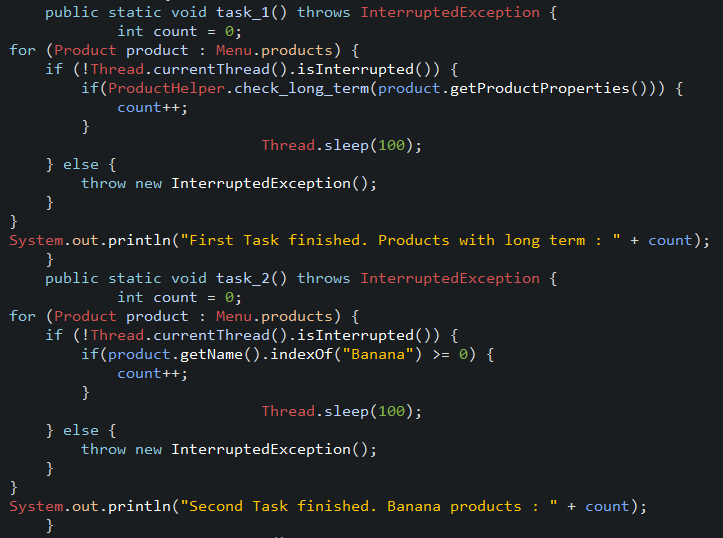 public static void task_1() throws InterruptedException {
int count = 0;
for (Product product : Menu.products) {
if (!Thread.currentThread().isInterrupted()) {
if(ProductHelper.check_long_term(product.getProductProperties())) {
count++;
}
Thread.sleep(100);
} else {
throw new InterruptedException();
}
}
System.out.println("First Task finished. Products with long term : " + count);
}
public static void task_2() throws InterruptedException {
int count = 0;
for (Product product : Menu.products) {
if (!Thread.currentThread().isInterrupted()) {
if(product.getName().indexOf("Banana") >= 0) {
count++;
}
Thread.sleep(100);
} else {
throw new InterruptedException();
}
}
System.out.println("Second Task finished. Banana products : " + count);
}